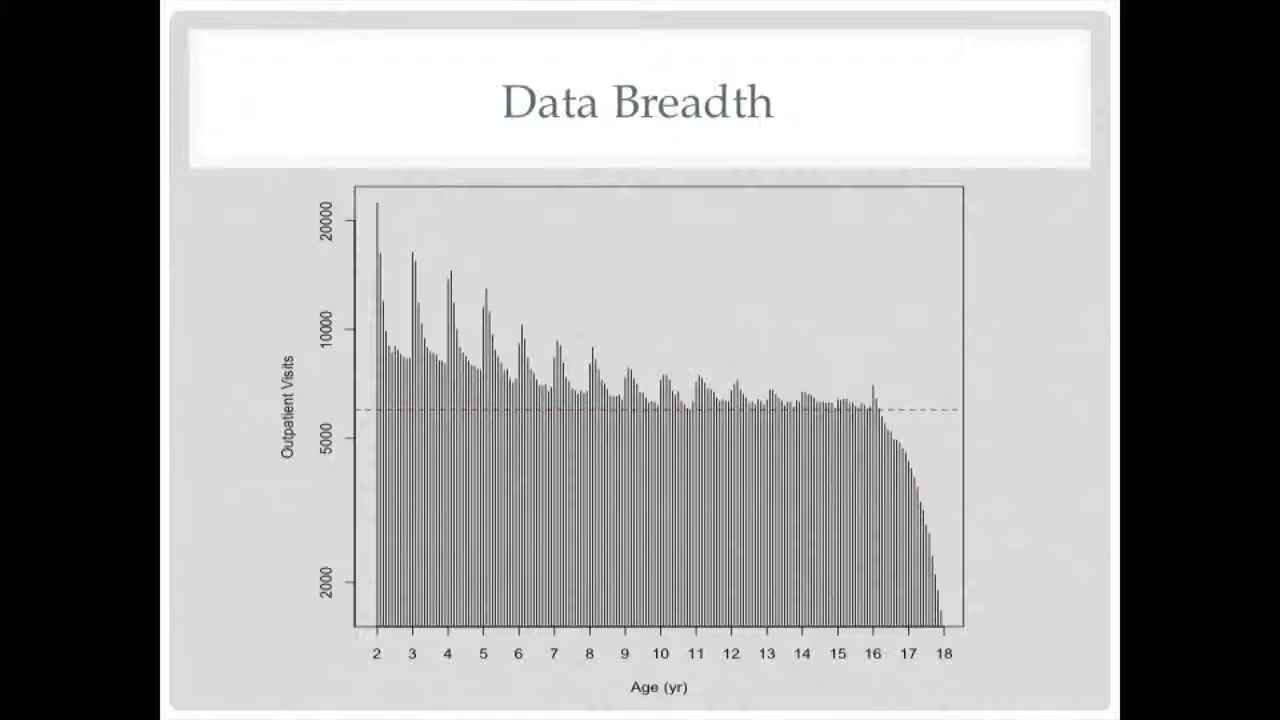 Data Breadth
20000
10000
5000
2000
Outpatient Visits
2 3 4 5 6 7 8 9 10 11 12 13 14 15 16 17 18
Age (yr)